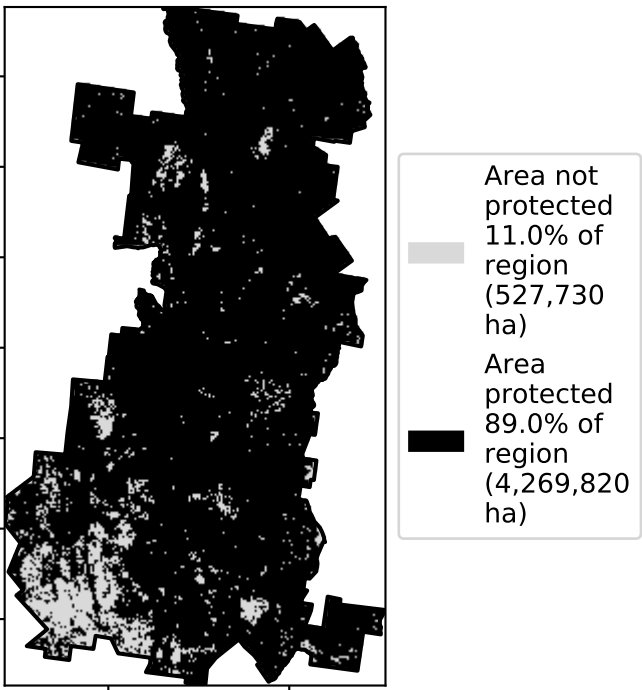 Area not
protected
11.0% of
region
(527,730
ha)
Area
protected
89.0% of
region
(4,269,820
ha)